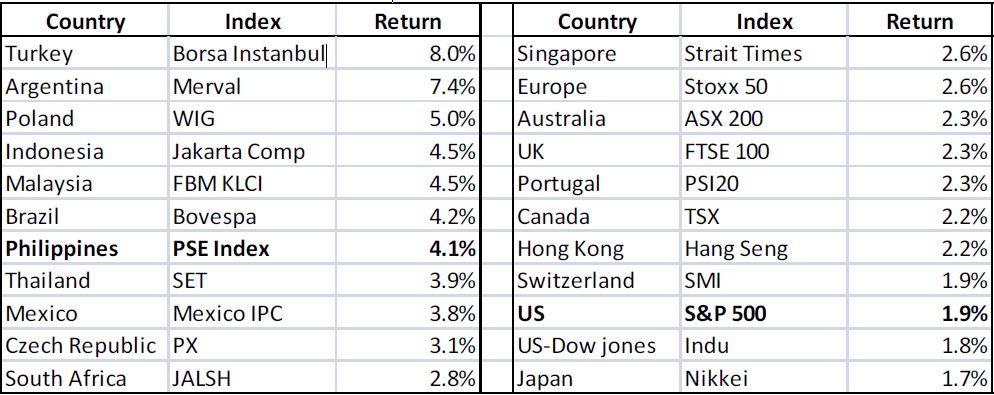 Country Index Return Country Index Return
Turkey Borsa Instanbul 8.0% Singapore Strait Times 2.6%
Argentina Merval 7.4% Europe Stoxx 50 2.6%
Poland WIG 5.0% Australia ASX 200 2.3%
Indonesia Jakarta Comp 4.5% UK FTSE 100 2.3%
Malaysia FBM KLCI 4.5% Portugal PSI20 2.3%
Brazil Bovespa 4.2% Canada TSX 2.2%
Philippines PSE Index 4.1% Hong Kong Hang Seng 2.2%
Thailand SET 3.9% Switzerland SMI 1.9%
Mexico Mexico IPC 3.8% US S&P 500 1.9%
Czech Republic PX 3.1% US-Dow jones Indu 1.8%
South Africa JALSH 2.8% Japan Nikkei 1.7%